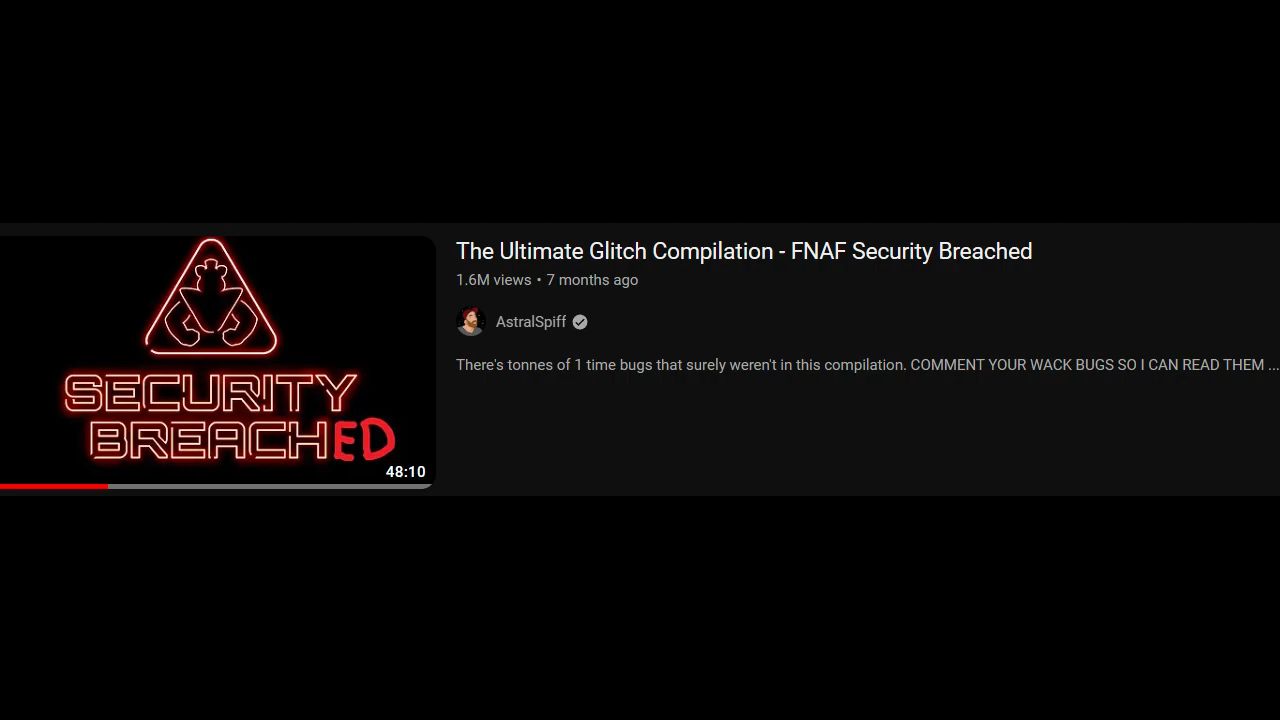 SECURITY
BREACHED
48:10
The Ultimate Glitch Compilation - FNAF Security Breached
1.6M views • 7 months ago
AstralSpiff
There's tonnes of 1 time bugs that surely weren't in this compilation. COMMENT YOUR WACK BUGS SO I CAN READ THEM ...